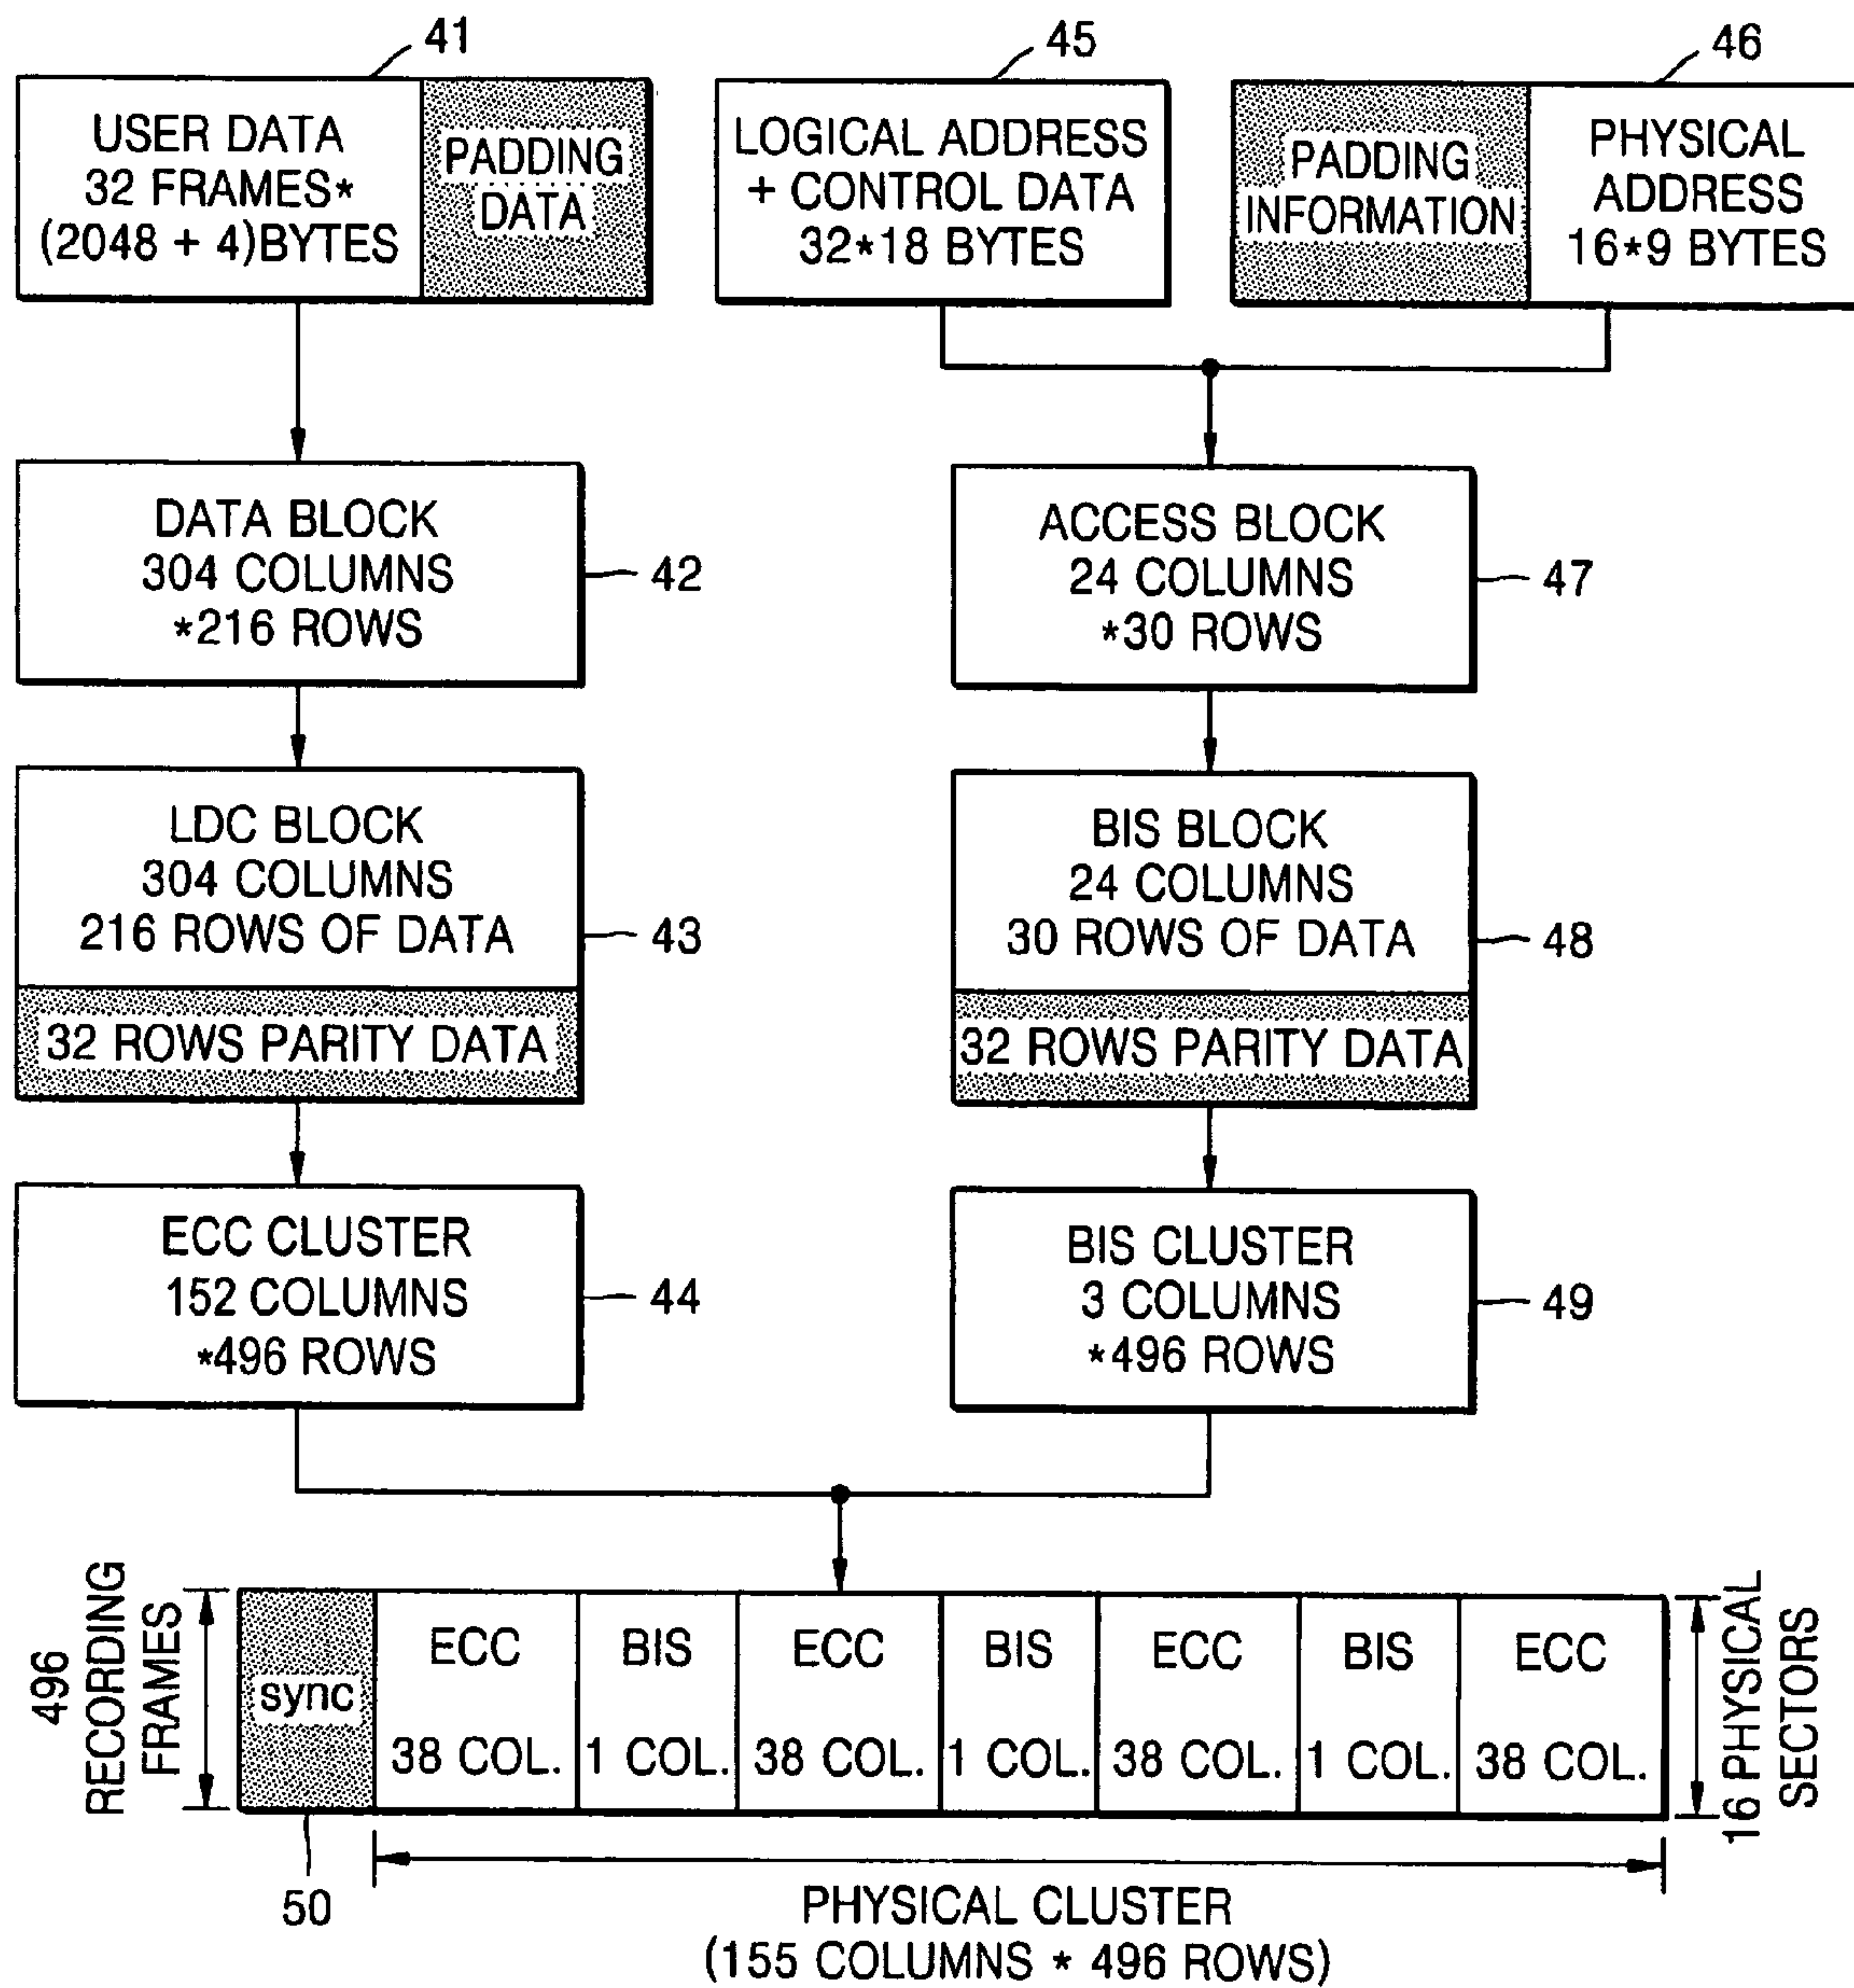 41
USER DATA
32 FRAMES*
(2048 + 4)BYTES
PADDING
DATA
45
LOGICAL ADDRESS
+ CONTROL DATA
32*18 BYTES
46
PADDING
INFORMATION
PHYSICAL
ADDRESS
16*9 BYTES
DATA BLOCK
304 COLUMNS
*216 ROWS
42
ACCESS BLOCK
24 COLUMNS
*30 ROWS
47
LDC BLOCK
304 COLUMNS
216 ROWS OF DATA
43
32 ROWS PARITY DATA
BIS BLOCK
24 COLUMNS
30 ROWS OF DATA
48
32 ROWS PARITY DATA
ECC CLUSTER
152 COLUMNS
*496 ROWS
44
BIS CLUSTER
3 COLUMNS
*496 ROWS
49
496
RECORDING
FRAMES
sync
ECC
38 COL.
BIS
1 COL.
ECC
38 COL.
BIS
1 COL.
ECC
38 COL.
BIS
1 COL.
ECC
38 COL.
16 PHYSICAL
SECTORS
50
PHYSICAL CLUSTER
(155 COLUMNS * 496 ROWS)